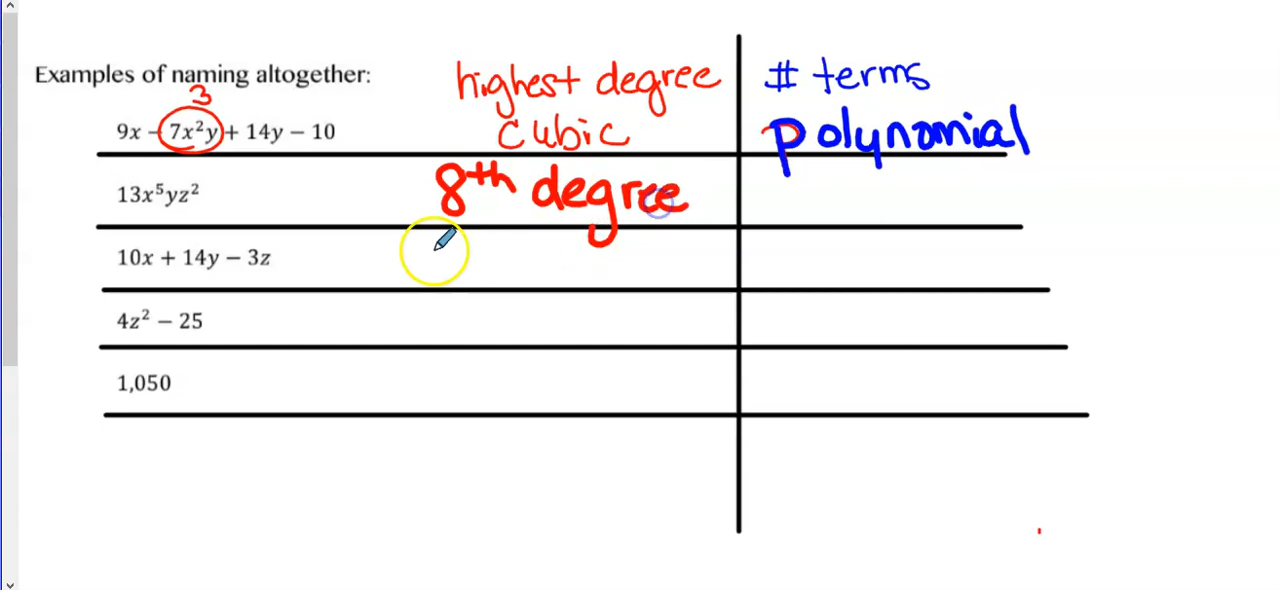 Examples of naming altogether:
highest degree
# terms
3
9x − 7x²y + 14y − 10
cubic
polynomial
13x⁵yz²
8th degree
10x + 14y − 3z
4z² − 25
1,050